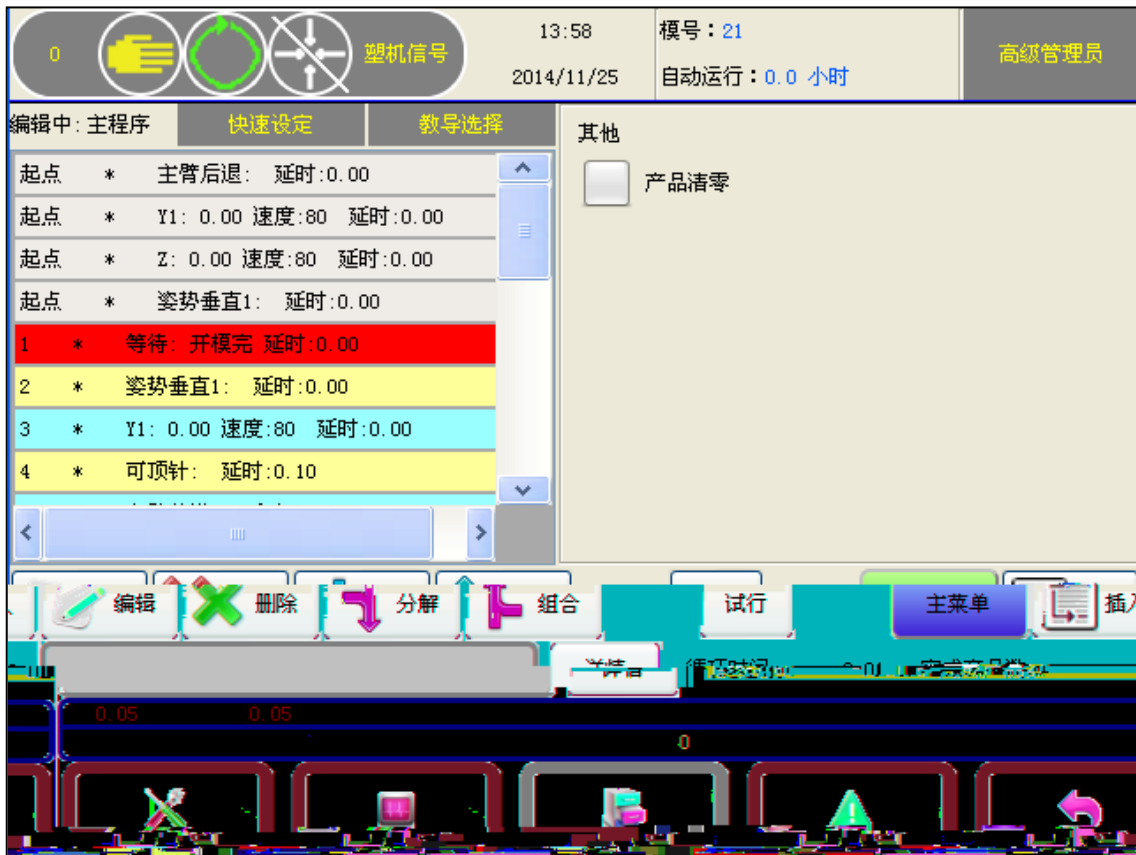 0 塑机信号 13:58 模号：21 高级管理员
2014/11/25 自动运行：0.0 小时
编辑中:主程序 快速设定 教导选择
其他
产品清零
起点 * 主臂后退: 延时:0.00
起点 * Y1: 0.00 速度:80 延时:0.00
起点 * Z: 0.00 速度:80 延时:0.00
起点 * 姿势垂直1: 延时:0.00
1 * 等待: 开模完 延时:0.00
2 * 姿势垂直1: 延时:0.00
3 * Y1: 0.00 速度:80 延时:0.00
4 * 可顶针: 延时:0.10
编辑 删除 分解 组合 试行 主菜单
0.05 0.05
0